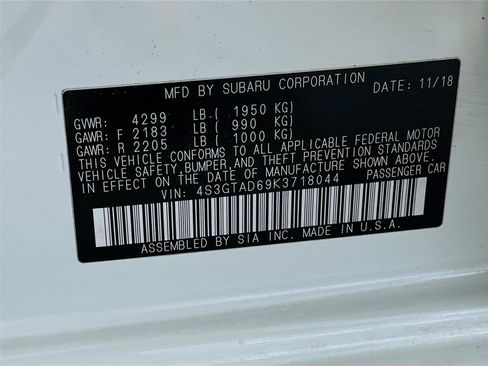 MFD BY SUBARU CORPORATION DATE: 11/18
GVWR: 4299 LB ( 1950 KG)
GAWR: F 2183 LB ( 990 KG)
GAWR: R 2205 LB ( 1000 KG)
THIS VEHICLE CONFORMS TO ALL APPLICABLE FEDERAL MOTOR
VEHICLE SAFETY, BUMPER, AND THEFT PREVENTION STANDARDS
IN EFFECT ON THE DATE OF MANUFACTURE SHOWN ABOVE.
VIN: 4S3GTAD69K3718044 PASSENGER CAR
ASSEMBLED BY SIA INC. MADE IN U.S.A.